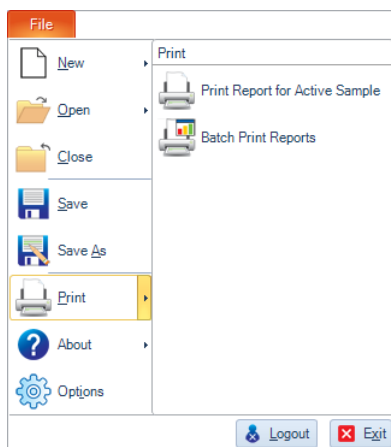 File
New
Open
Close
Save
Save As
Print
About
Options
Print
Print Report for Active Sample
Batch Print Reports
Logout
Exit